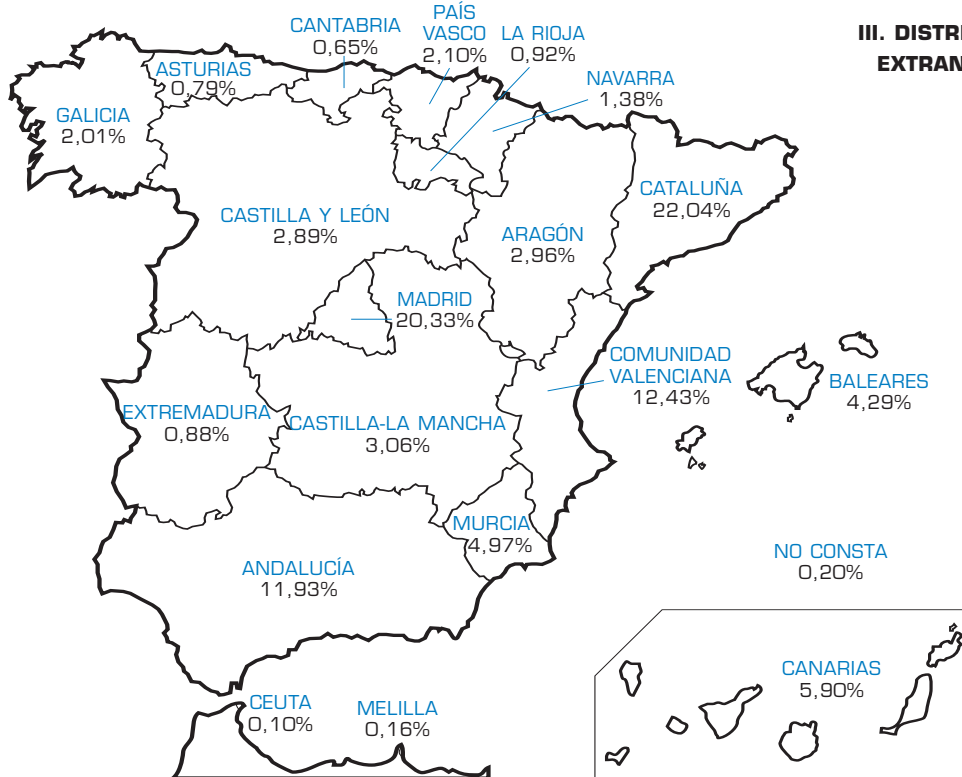 III. DISTRI
EXTRAN
CANTABRIA
0,65%
PAÍS
VASCO
2,10%
LA RIOJA
0,92%
ASTURIAS
0,79%
NAVARRA
1,38%
GALICIA
2,01%
CATALUÑA
22,04%
CASTILLA Y LEÓN
2,89%
ARAGÓN
2,96%
MADRID
20,33%
COMUNIDAD
VALENCIANA
12,43%
BALEARES
4,29%
EXTREMADURA
0,88%
CASTILLA-LA MANCHA
3,06%
MURCIA
4,97%
ANDALUCÍA
11,93%
NO CONSTA
0,20%
CANARIAS
5,90%
CEUTA
0,10%
MELILLA
0,16%